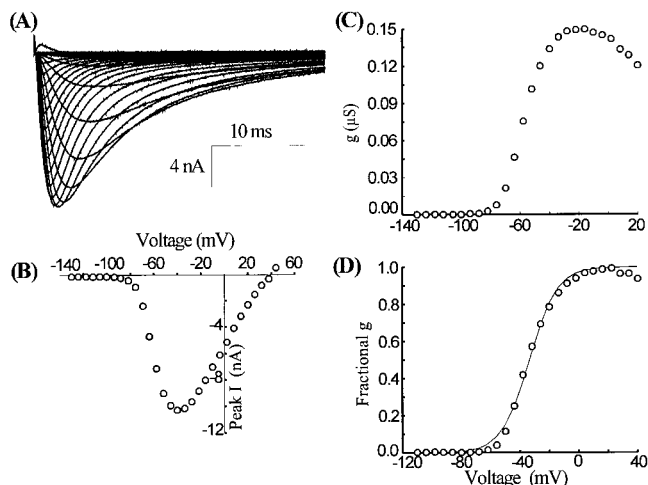 (A)
10 ms
4 nA
Voltage (mV)
(B)
-140 -100 -60 -20 20 60
-4
-8
-12
Peak I (nA)
(C)
0.15
0.12
0.09
0.06
0.03
0.00
g (µS)
-140 -100 -60 -20 20
(D)
1.0
0.8
0.6
0.4
0.2
0.0
Fractional g
-120 -80 -40 0 40
Voltage (mV)